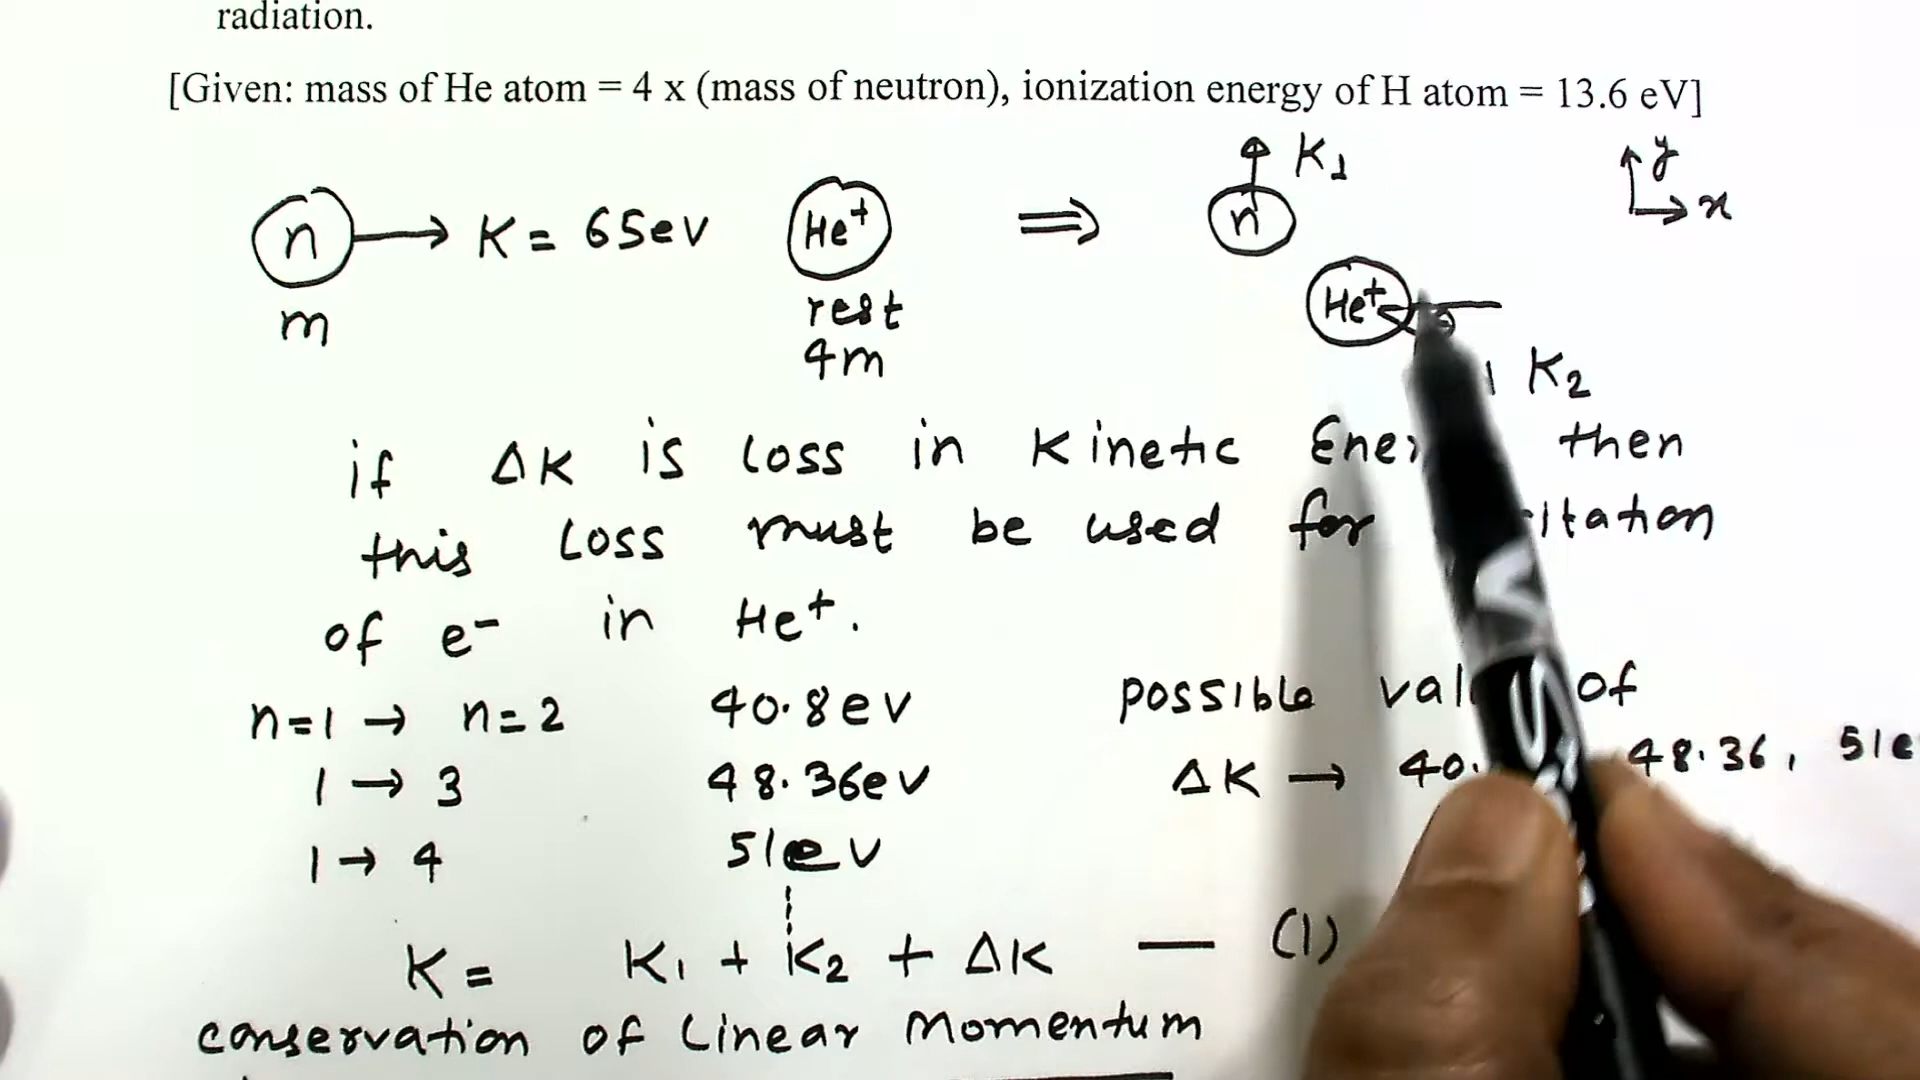 radiation.
[Given: mass of He atom = 4 x (mass of neutron), ionization energy of H atom = 13.6 eV]
n → K = 65ev He+ ⇒ n K1 y x
m rest He+
4m K2
if ΔK is loss in Kinetic then
this loss must be used for
of e- in He+.
n=1 → n=2 40.8ev possible of
1 → 3 48.36ev ΔK → 48.36,
1 → 4 51ev
K = K1 + K2 + ΔK — (1)
conservation of Linear Momentum